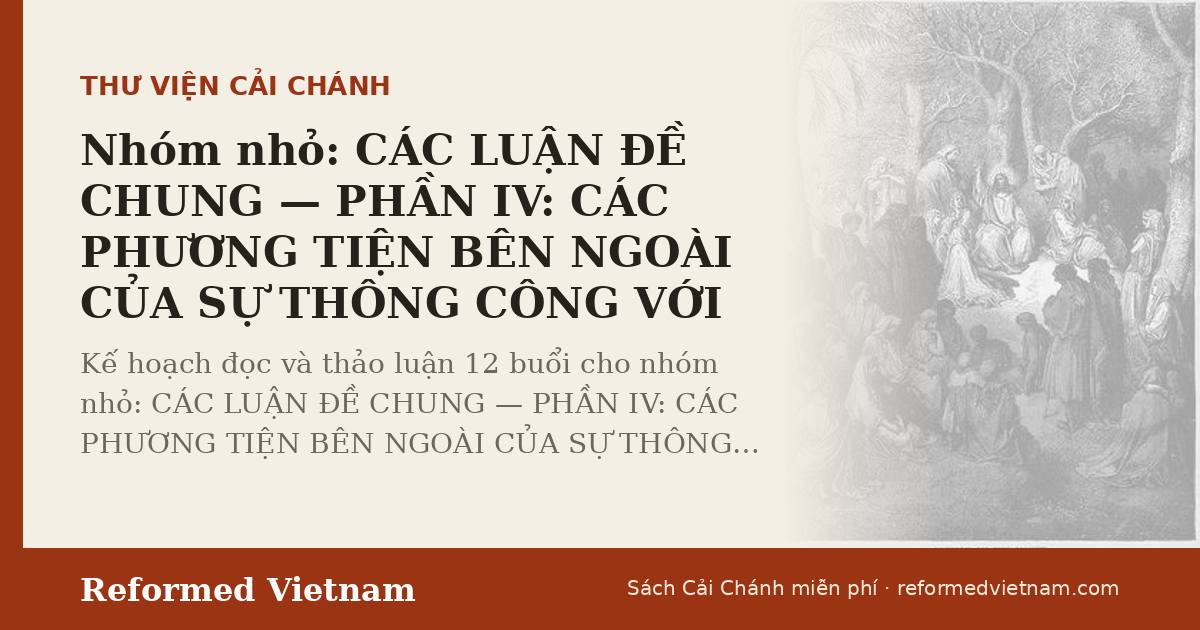 THƯ VIỆN CẢI CHÁNH
Nhóm nhỏ: CÁC LUẬN ĐỀ
CHUNG — PHẦN IV: CÁC
PHƯƠNG TIỆN BÊN NGOÀI
CỦA SỰ THÔNG CÔNG VỚI
Kế hoạch đọc và thảo luận 12 buổi cho nhóm
nhỏ: CÁC LUẬN ĐỀ CHUNG — PHẦN IV: CÁC
PHƯƠNG TIỆN BÊN NGOÀI CỦA SỰ THÔNG…
Reformed Vietnam
Sách Cải Chánh miễn phí · reformedvietnam.com